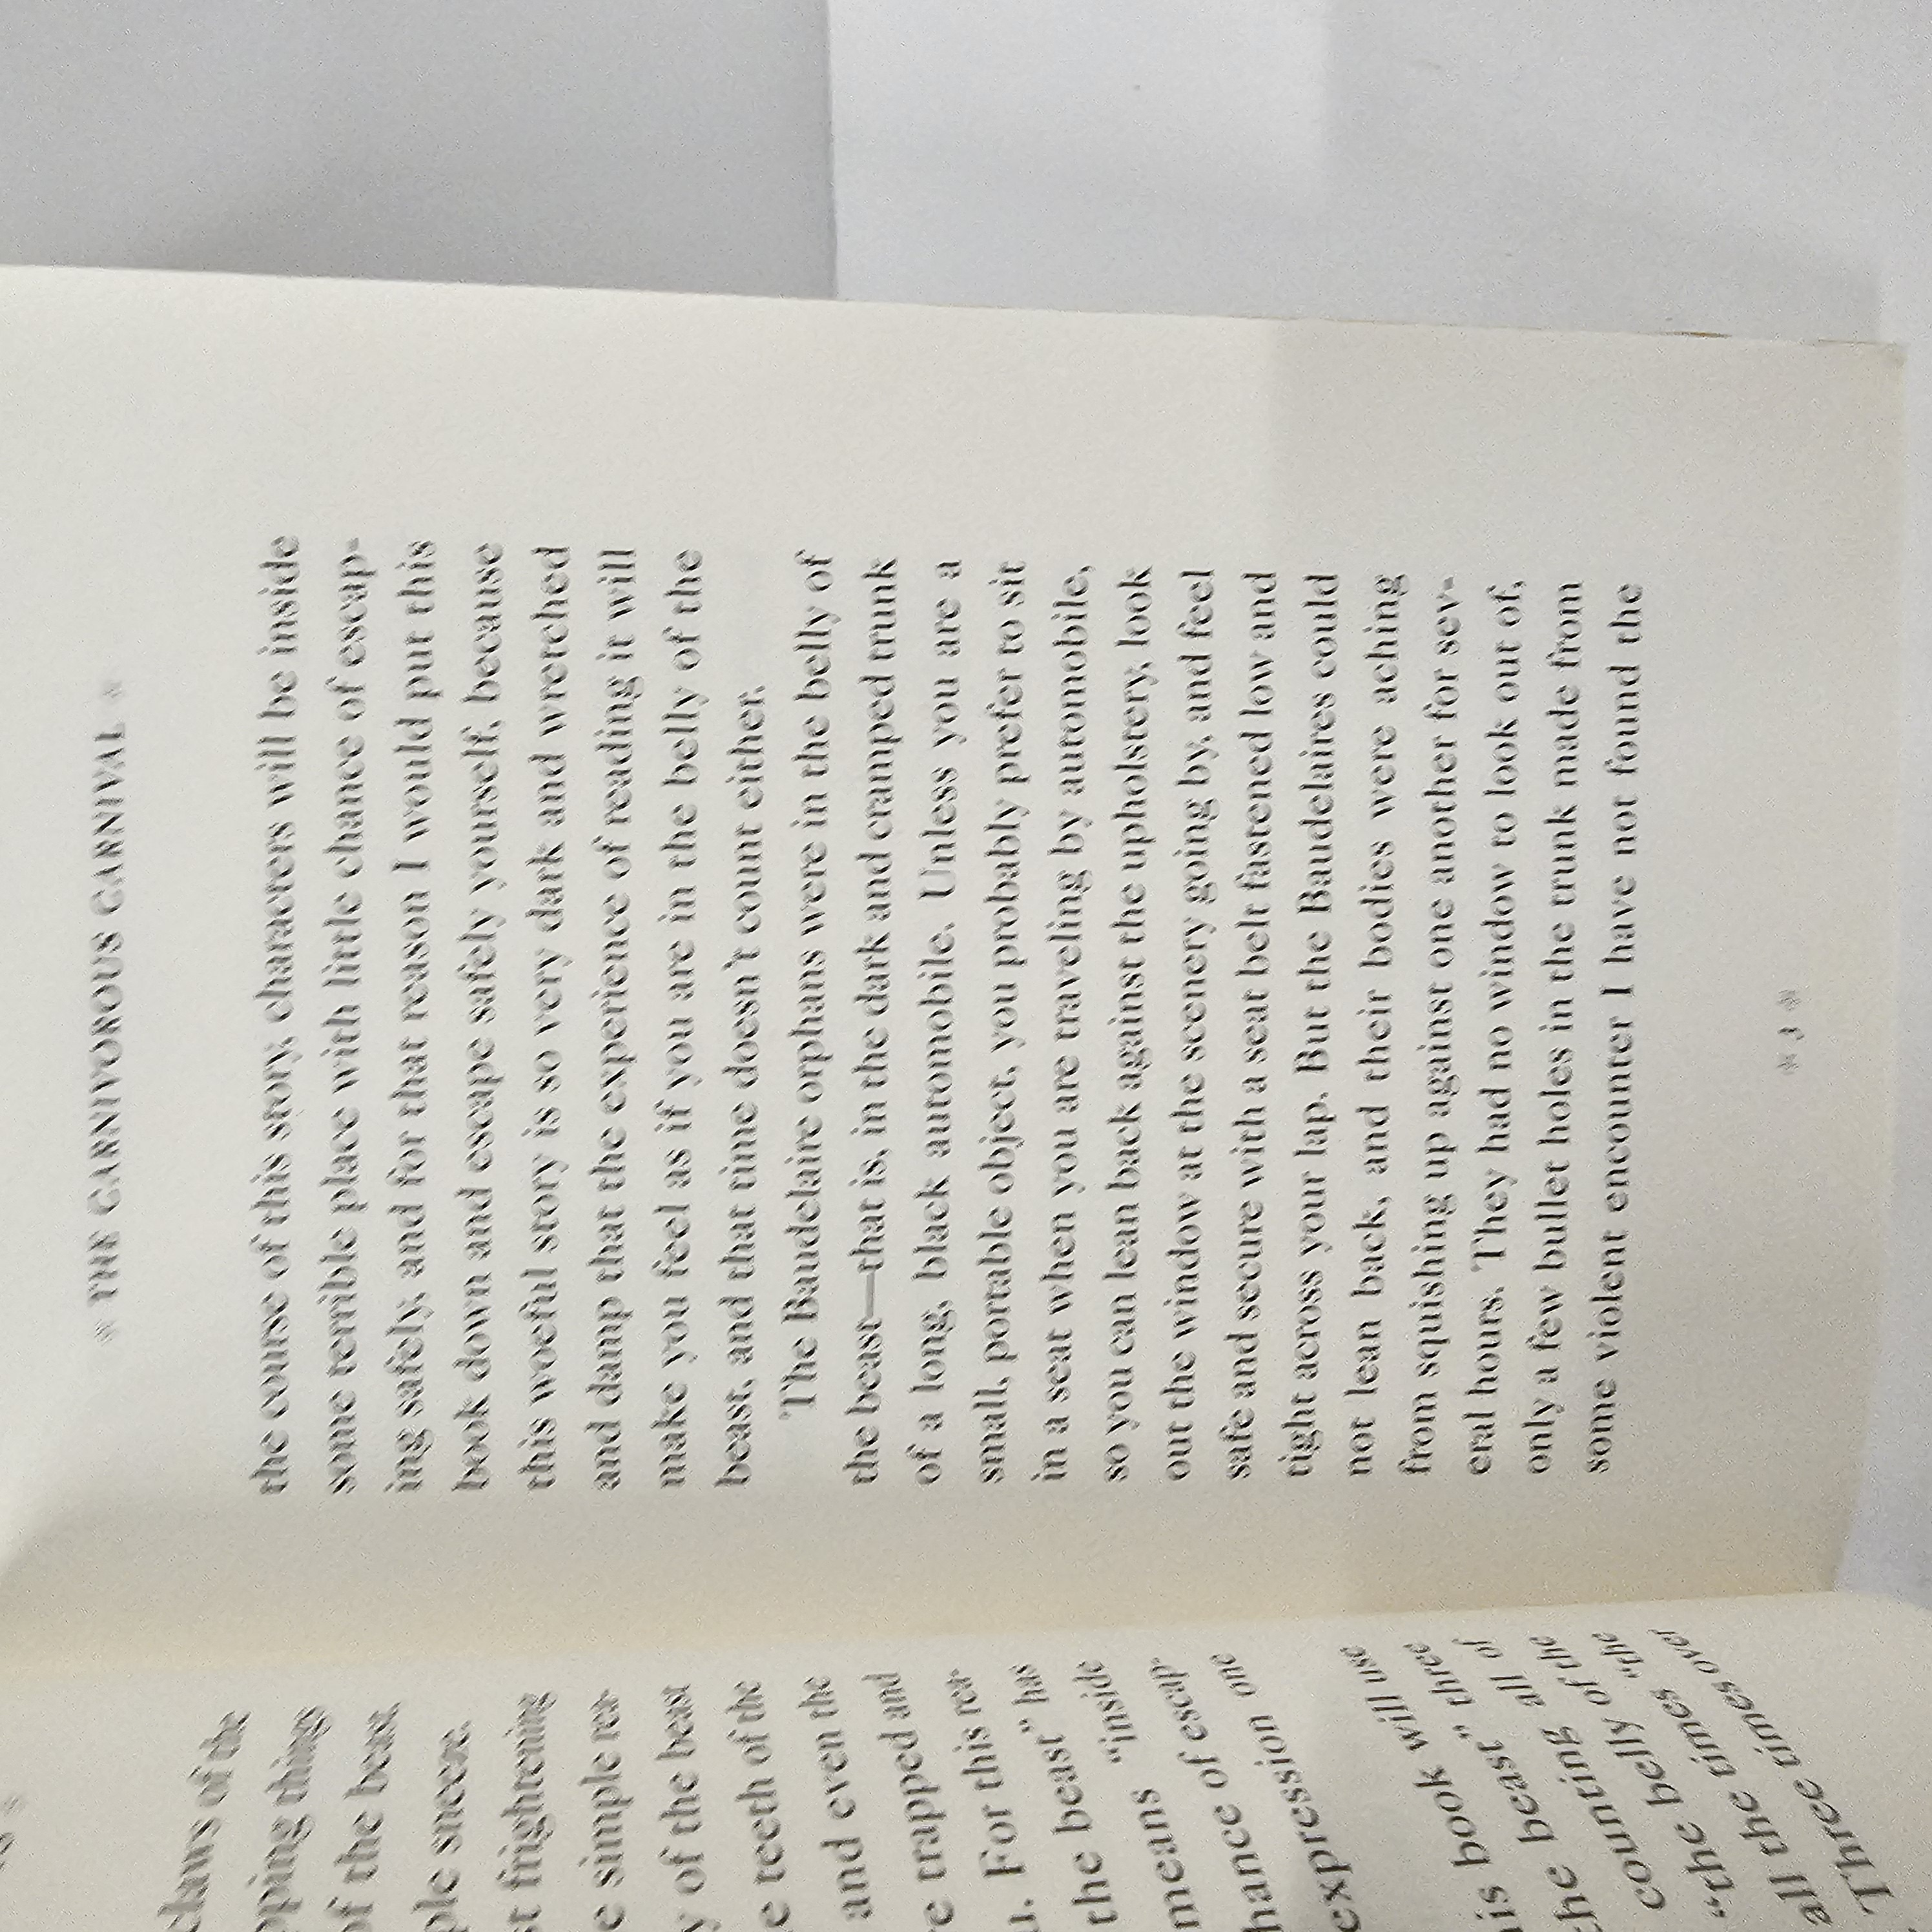 claws of the
things
of the beast
sneeze.
frightening
simple rea-
of the beast
teeth of the
and even the
trapped and
For this rea-
the beast” has
means “inside
of escap-
expression one
book will use
the beast” three
counting all of
“the belly of the
all the times “the
Three times over
THE CARNIVOROUS CARNIVAL
the course of this story, characters will be inside
some terrible place with little chance of escap-
ing safely, and for that reason I would put this
book down and escape safely yourself, because
this woeful story is so very dark and wretched
and damp that the experience of reading it will
make you feel as if you are in the belly of the
beast, and that time doesn’t count either.
The Baudelaire orphans were in the belly of
the beast—that is, in the dark and cramped trunk
of a long, black automobile. Unless you are a
small, portable object, you probably prefer to sit
in a seat when you are traveling by automobile,
so you can lean back against the upholstery, look
out the window at the scenery going by, and feel
safe and secure with a seat belt fastened low and
tight across your lap. But the Baudelaires could
not lean back, and their bodies were aching
from squishing up against one another for sev-
eral hours. They had no window to look out of,
only a few bullet holes in the trunk made from
some violent encounter I have not found the
3